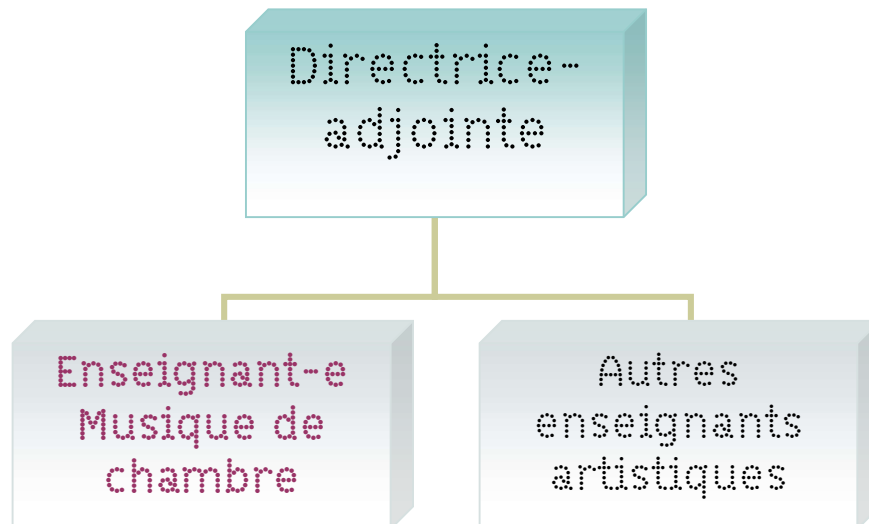 Directrice-
adjointe
Enseignant-e
Musique de
chambre
Autres
enseignants
artistiques